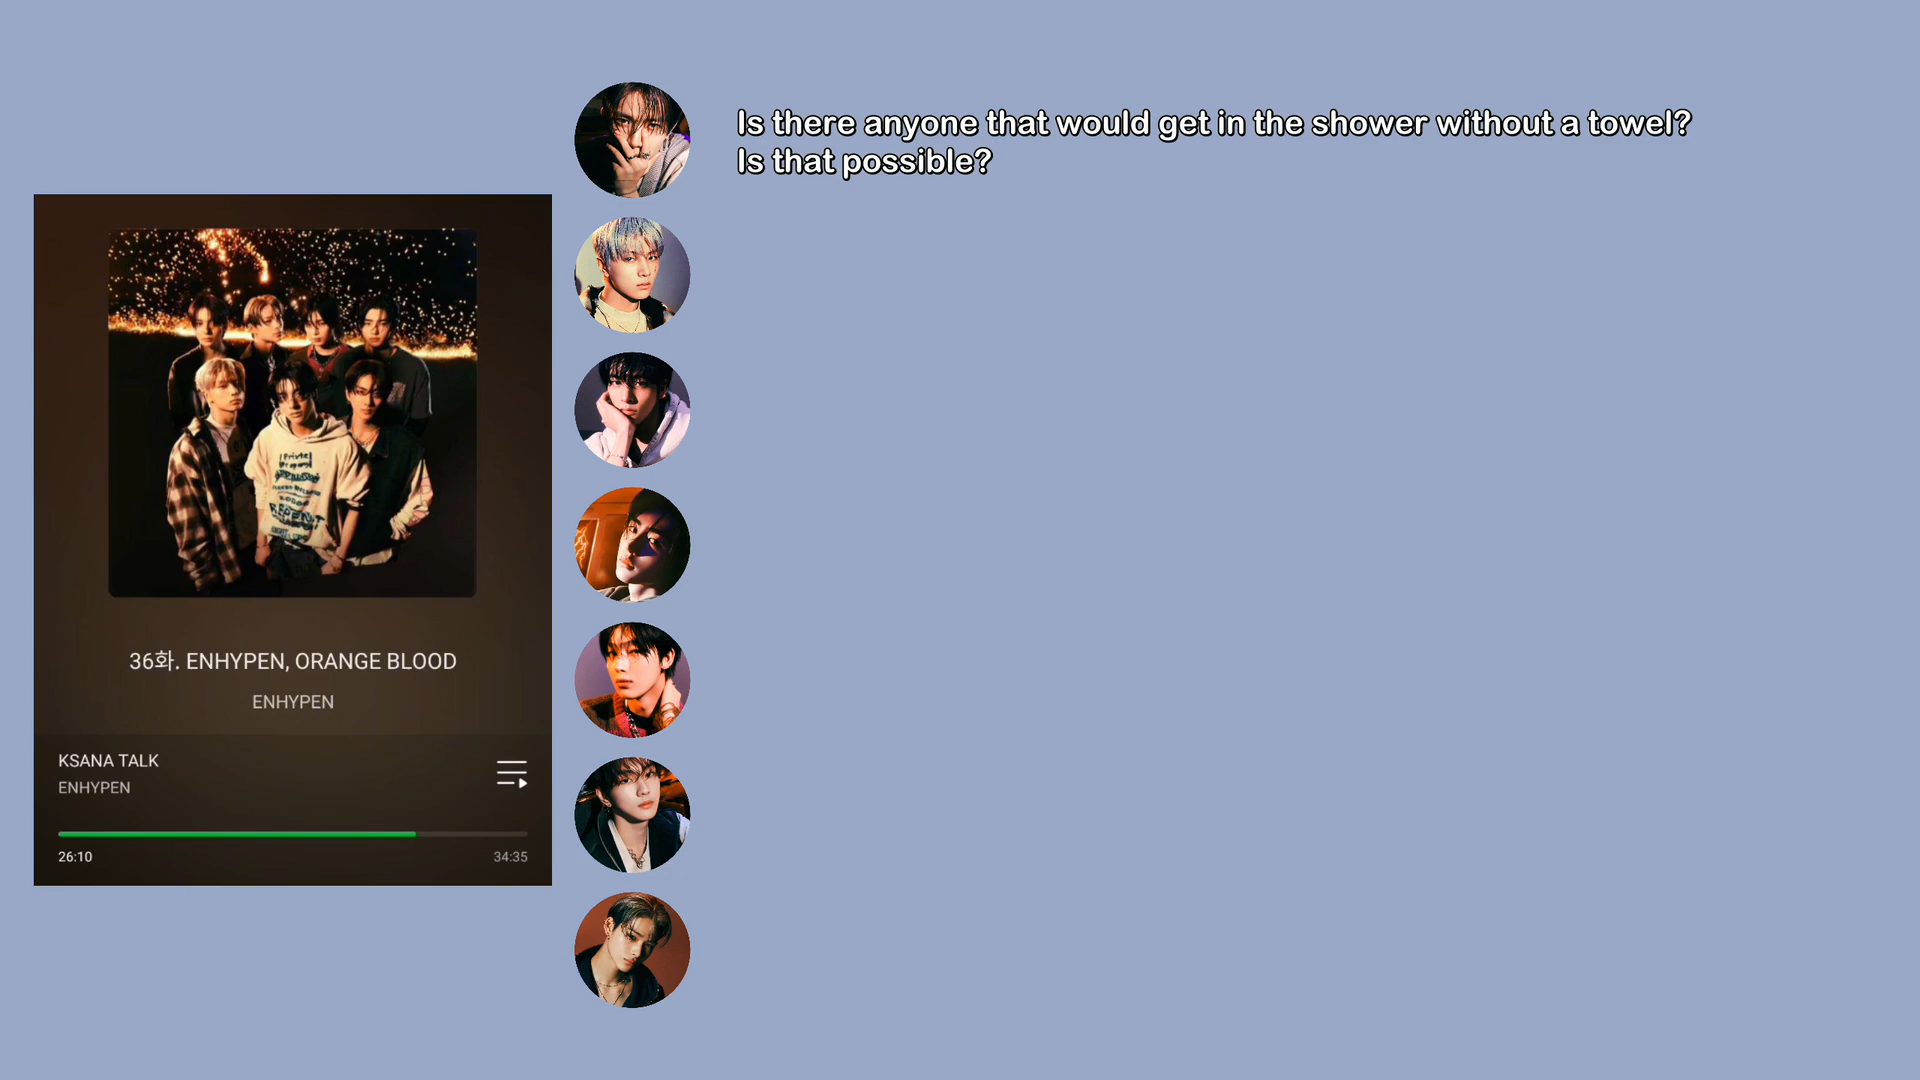 Is there anyone that would get in the shower without a towel?
Is that possible?
36화. ENHYPEN, ORANGE BLOOD
ENHYPEN
KSANA TALK
ENHYPEN
26:10
34:35